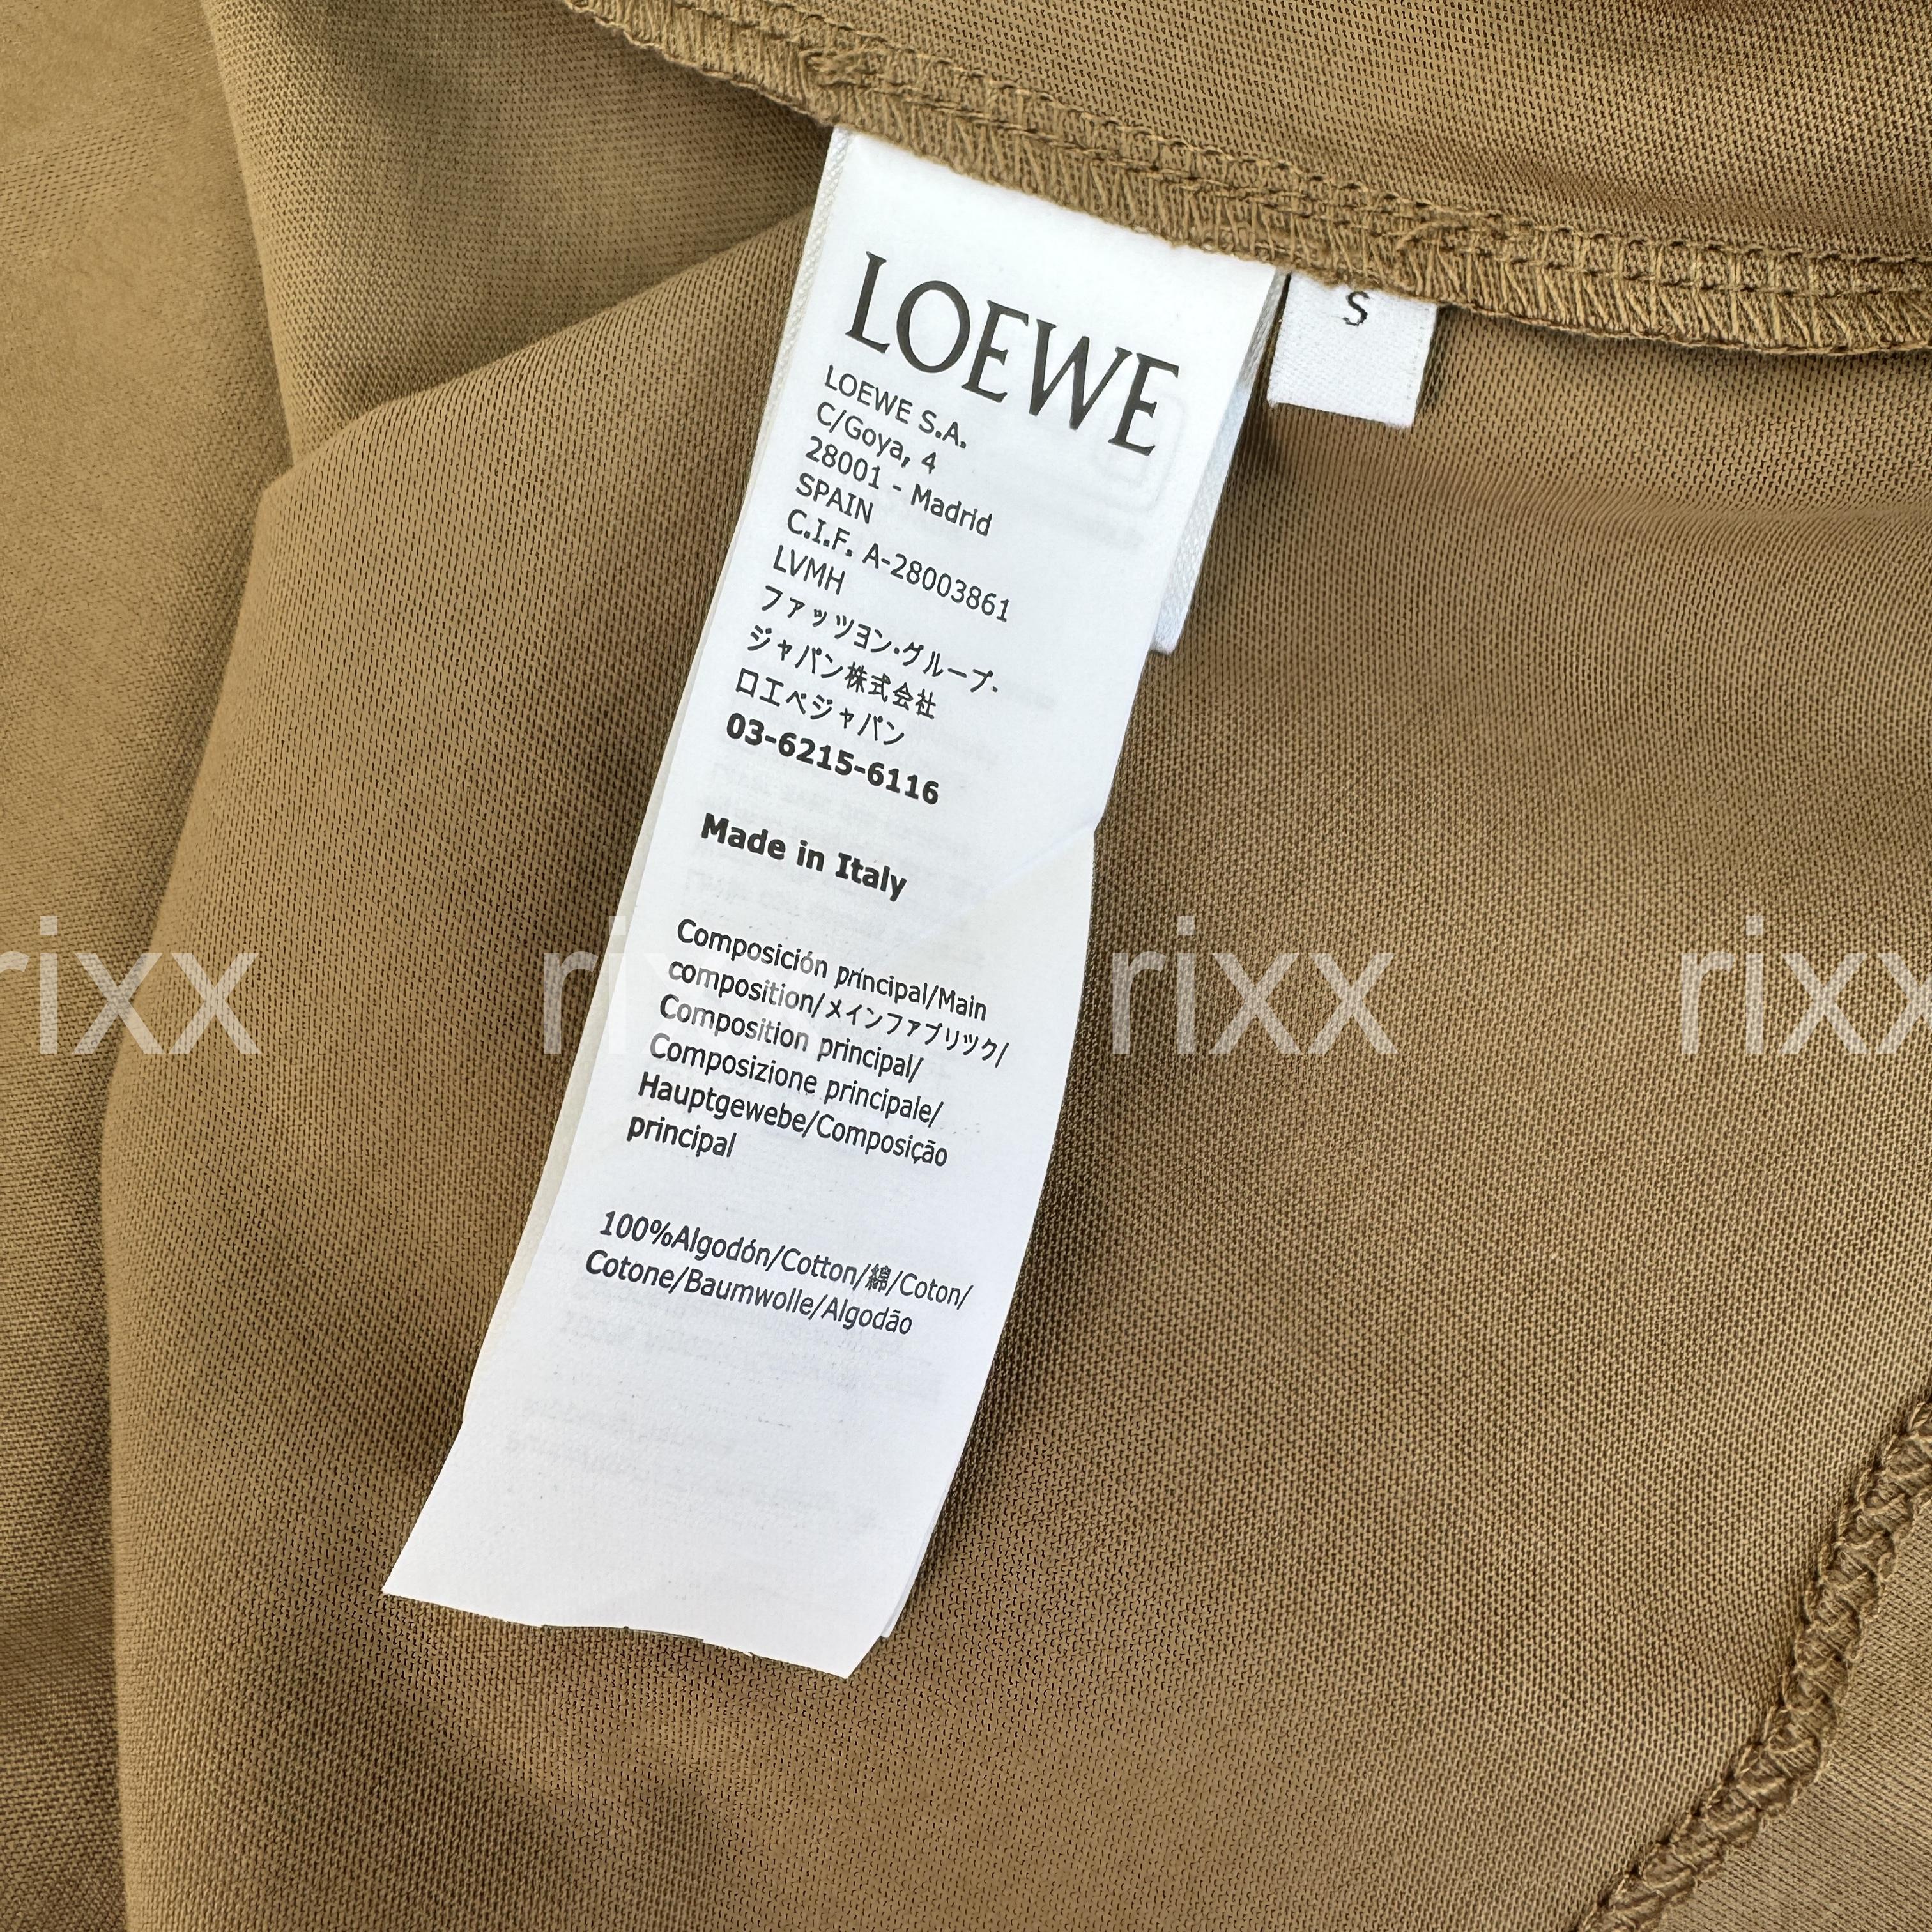 LOEWE
S
LOEWE S.A.
C/Goya, 4
28001 - Madrid
SPAIN
C.I.F. A-28003861
LVMH
ファッツヨン・グループ・
ジャパン株式会社
ロエベジャパン
03-6215-6116
Made in Italy
Composición príncipal/Main
composition/メインファブリック/
Composition principal/
Composizione principale/
Hauptgewebe/Composição
principal
100%Algodón/Cotton/綿/Coton/
Cotone/Baumwolle/Algodão
rixx rixx rixx rixx